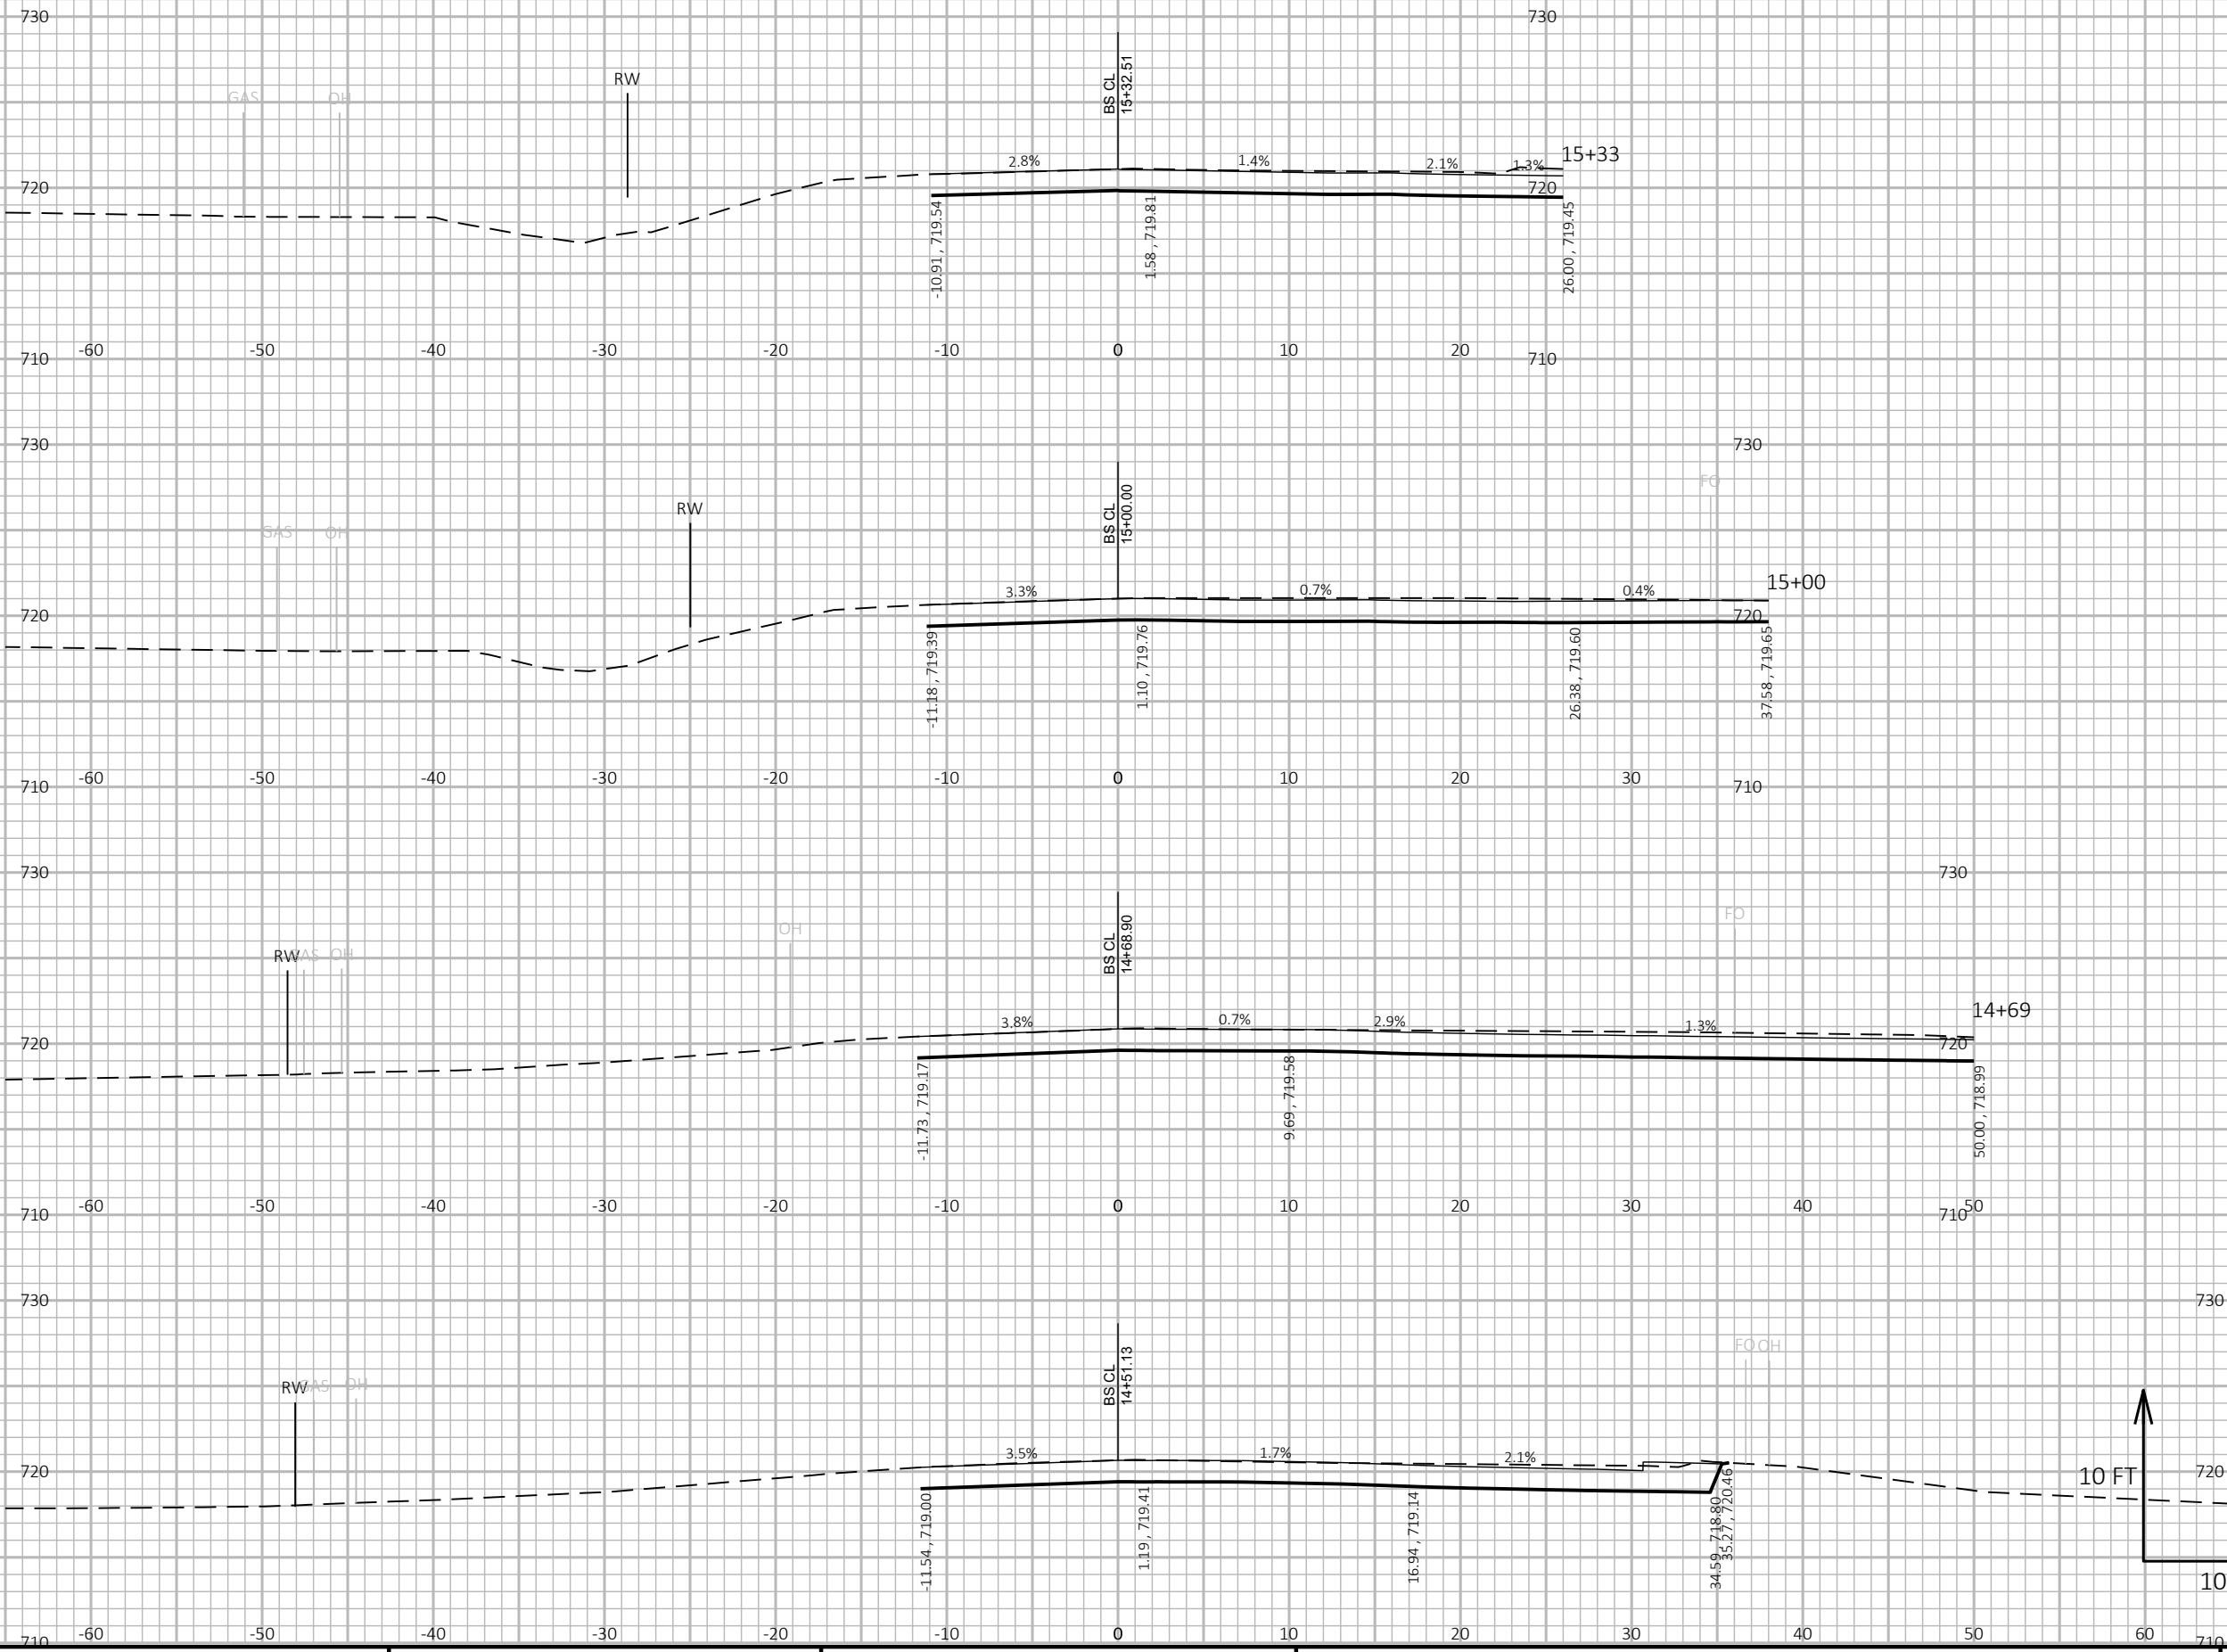 730 730
BS CL
15+32.51
RW
GAS OH
2.8% 1.4% 2.1% 1.3% 15+33
720 720
-10.91 , 719.54
1.58 , 719.81
26.00 , 719.45
-60 -50 -40 -30 -20 -10 0 10 20
710 710
730 730
BS CL
15+00.00
FO
RW
GAS OH
3.3% 0.7% 0.4% 15+00
720 720
-11.18 , 719.39
1.10 , 719.76
26.38 , 719.60
37.58 , 719.65
-60 -50 -40 -30 -20 -10 0 10 20 30
710 710
730 730
BS CL
14+68.90
OH FO
RW GAS OH
3.8% 0.7% 2.9% 1.3% 14+69
720 720
-11.73 , 719.17
9.69 , 719.58
50.00 , 718.99
-60 -50 -40 -30 -20 -10 0 10 20 30 40 50
710 710
730 730
BS CL
14+51.13
FO OH
RW GAS OH
3.5% 1.7% 2.1%
720 720
10 FT
-11.54 , 719.00
1.19 , 719.41
16.94 , 719.14
34.59 , 718.80
35.27 , 720.46
10
-60 -50 -40 -30 -20 -10 0 10 20 30 40 50 60
710 710